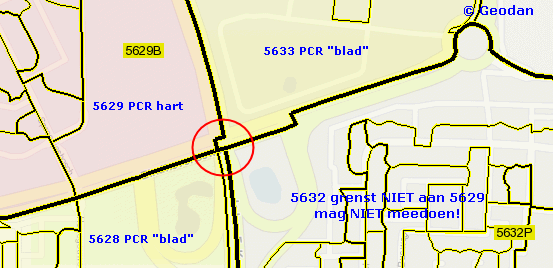 © Geodan
5629B
5633 PCR "blad"
5629 PCR hart
5632 grenst NIET aan 5629
mag NIET meedoen!
5632P
5628 PCR "blad"